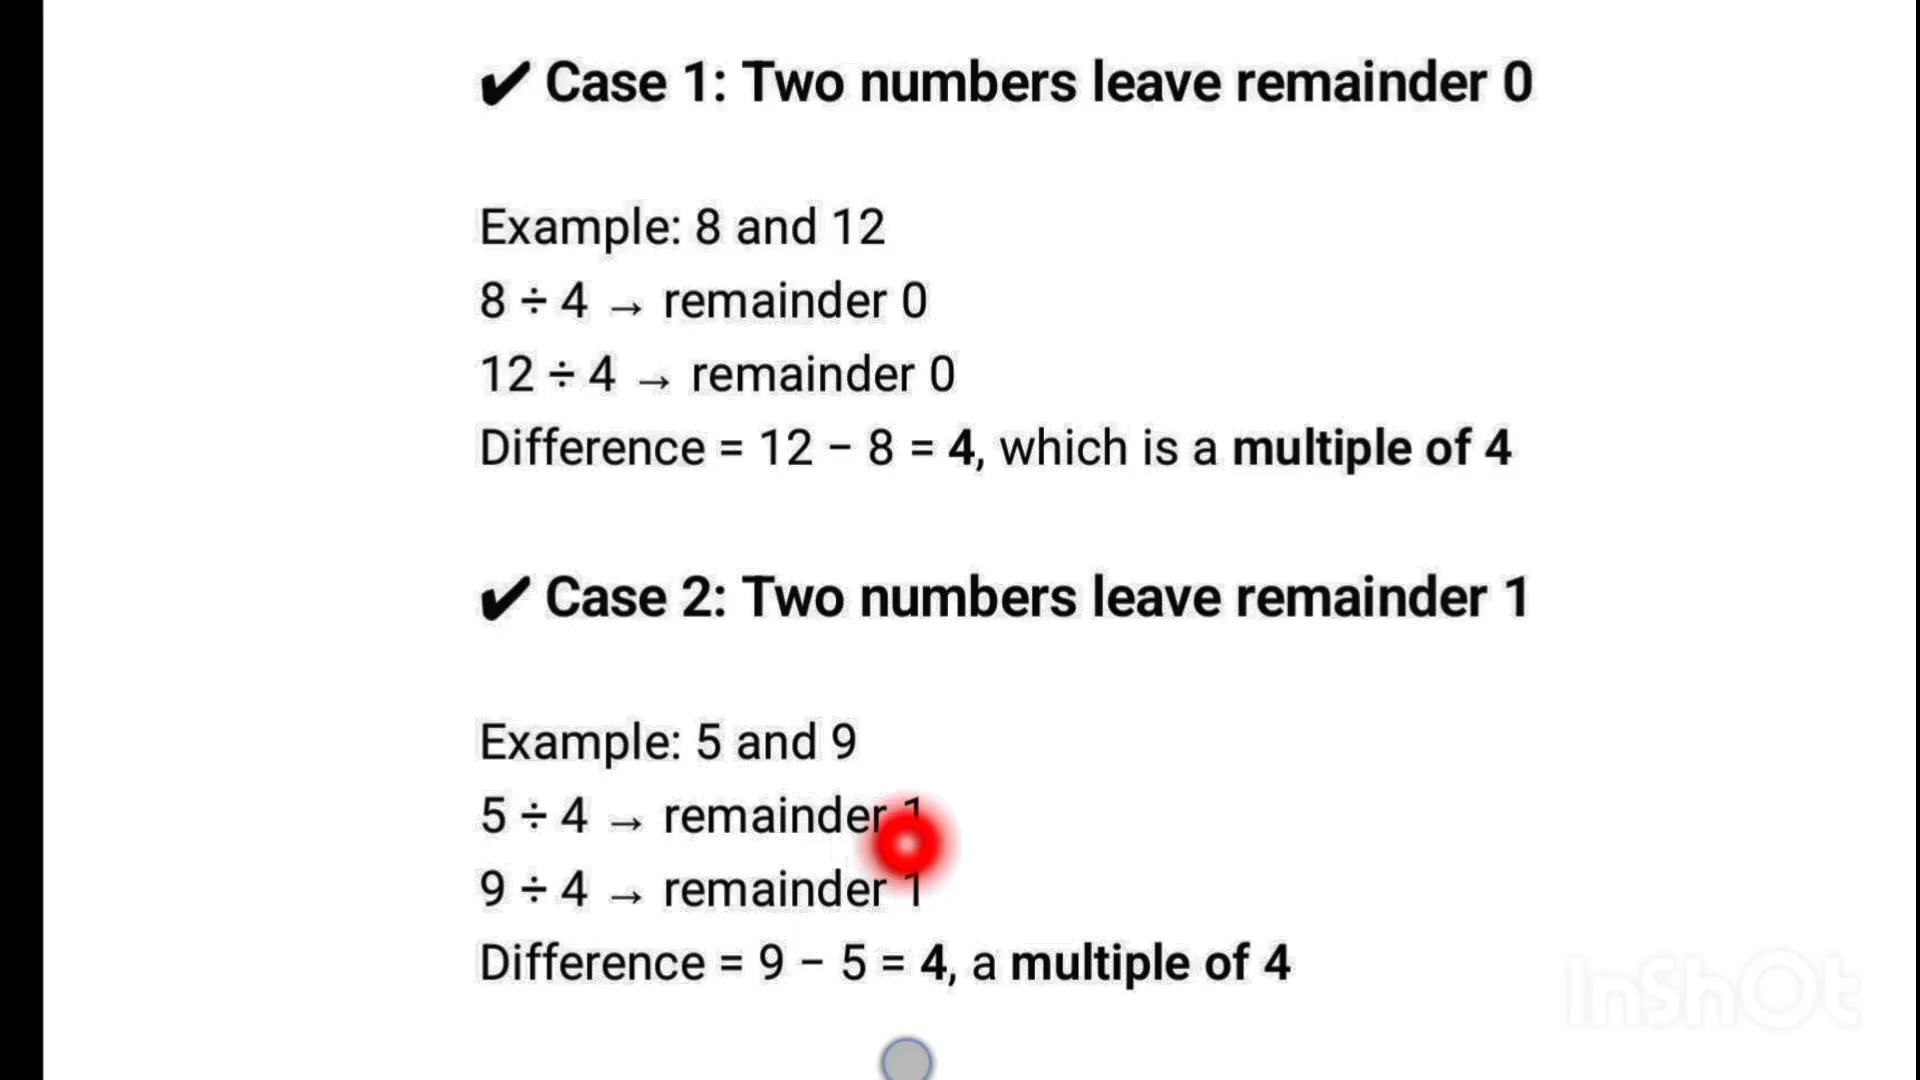 ✔ Case 1: Two numbers leave remainder 0
Example: 8 and 12
8 ÷ 4 → remainder 0
12 ÷ 4 → remainder 0
Difference = 12 − 8 = 4, which is a multiple of 4
✔ Case 2: Two numbers leave remainder 1
Example: 5 and 9
5 ÷ 4 → remainder 1
9 ÷ 4 → remainder 1
Difference = 9 − 5 = 4, a multiple of 4
InShOt